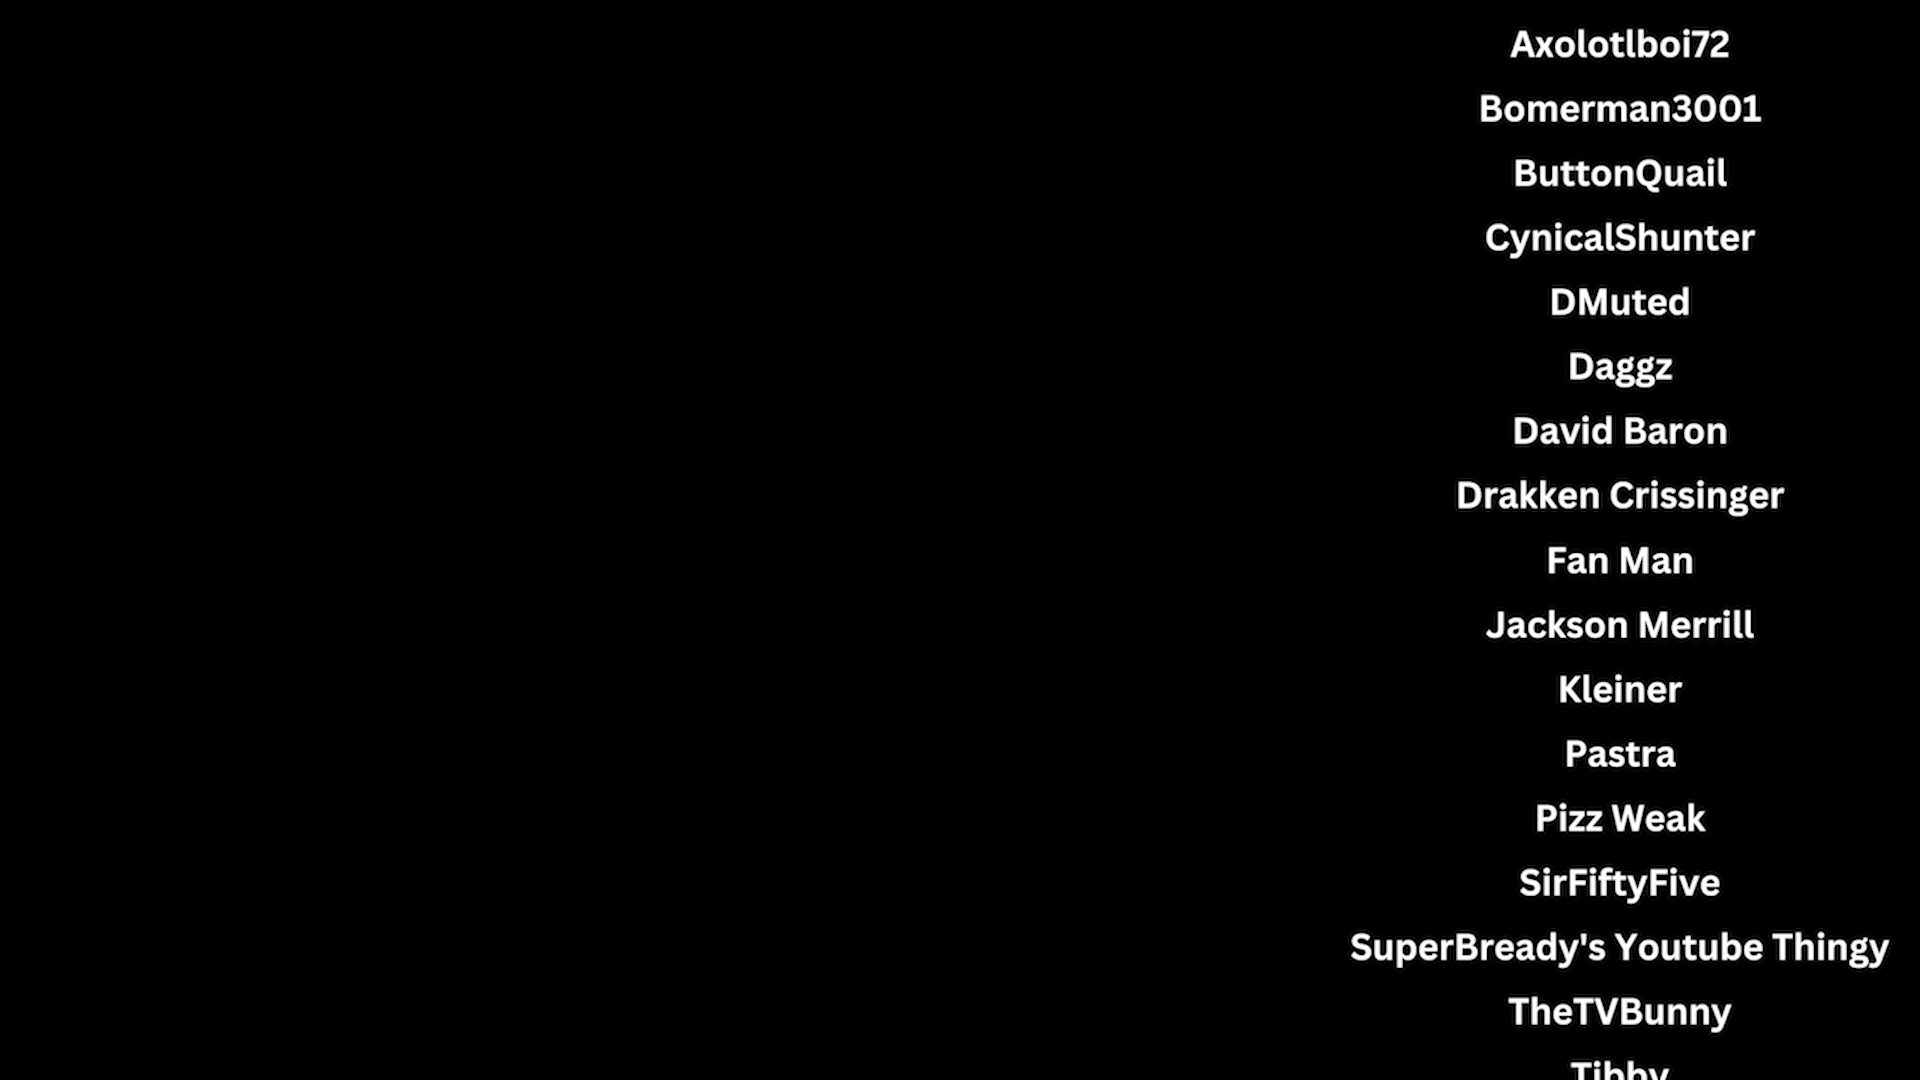 Axolotlboi72
Bomerman3001
ButtonQuail
CynicalShunter
DMuted
Daggz
David Baron
Drakken Crissinger
Fan Man
Jackson Merrill
Kleiner
Pastra
Pizz Weak
SirFiftyFive
SuperBready's Youtube Thingy
TheTVBunny
Tibby